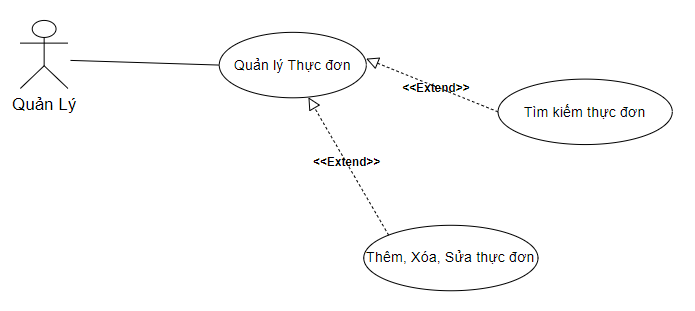 Quản lý Thực đơn
<<Extend>>
Quản Lý
Tìm kiếm thực đơn
<<Extend>>
Thêm, Xóa, Sửa thực đơn